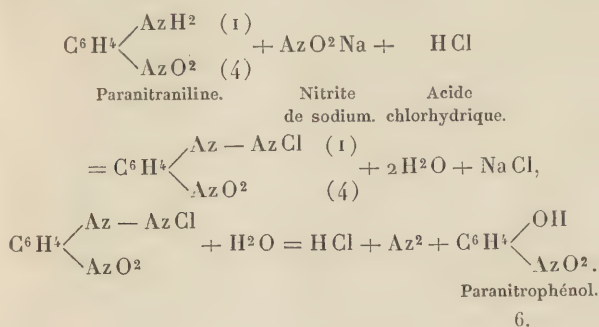 AzH² (1)
C⁶H⁴ + AzO²Na + HCl
AzO² (4)
Paranitraniline. Nitrite Acide
de sodium. chlorhydrique.
Az — AzCl (1)
= C⁶H⁴ + 2H²O + NaCl,
AzO² (4)
Az — AzCl OH
C⁶H⁴ + H²O = HCl + Az² + C⁶H⁴
AzO² AzO².
Paranitrophénol.
6.